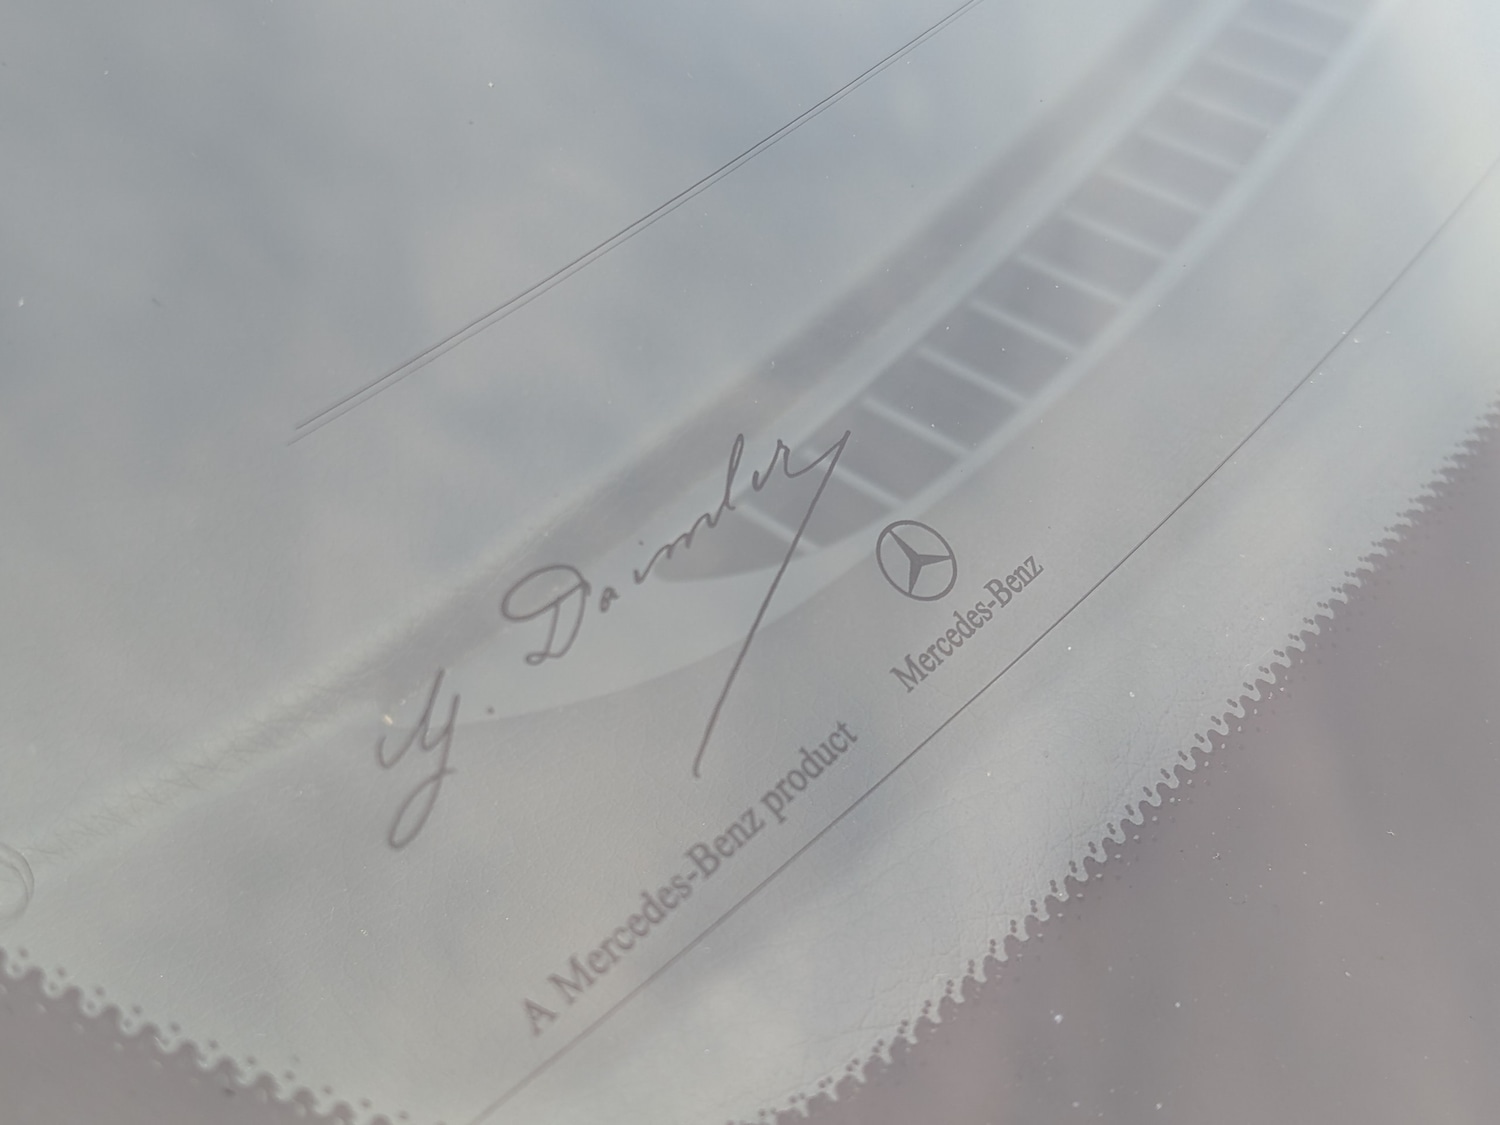 G. Daimler
Mercedes-Benz
A Mercedes-Benz product